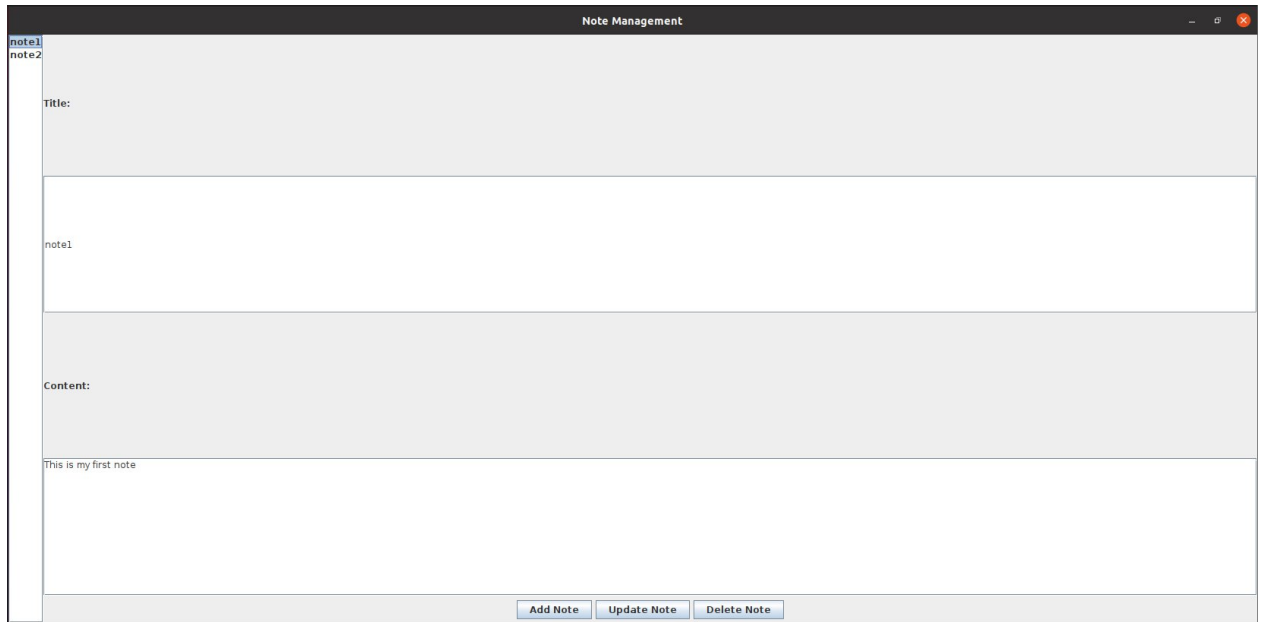 Note Management
note1
note2
Title:
note1
Content:
This is my first note
Add Note
Update Note
Delete Note